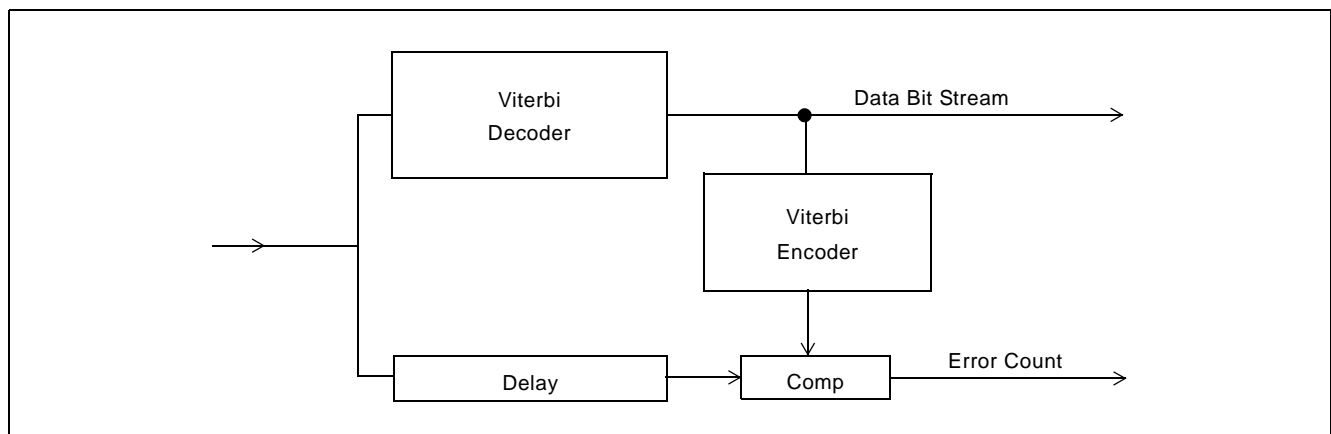 Viterbi
Decoder
Data Bit Stream
Viterbi
Encoder
Delay
Comp
Error Count